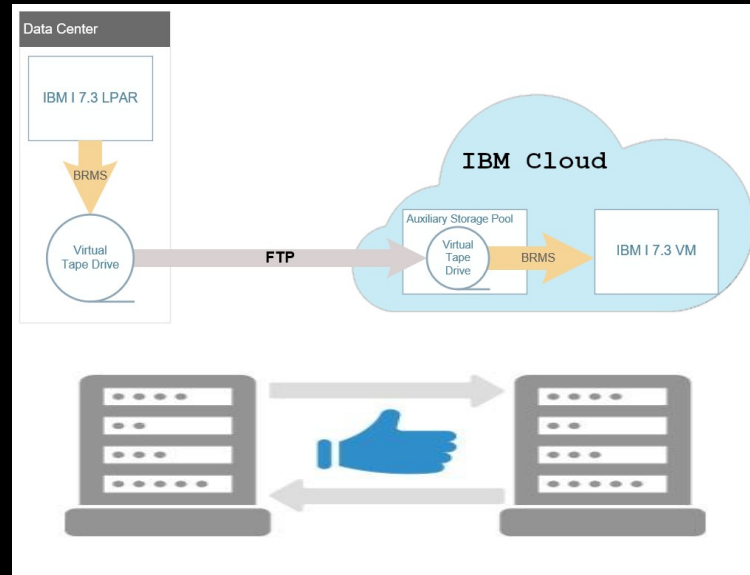 Data Center
IBM I 7.3 LPAR
BRMS
Virtual
Tape Drive
FTP
IBM Cloud
Auxiliary Storage Pool
Virtual
Tape
Drive
BRMS
IBM I 7.3 VM